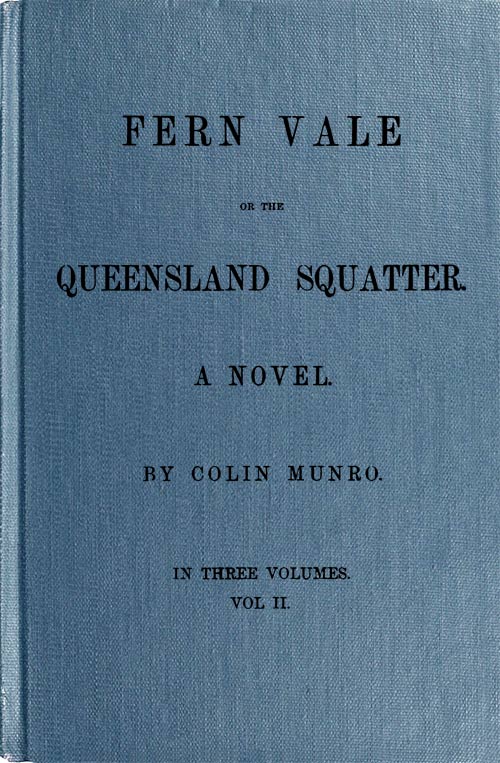 FERN VALE
OR THE
QUEENSLAND SQUATTER.
A NOVEL.
BY COLIN MUNRO.
IN THREE VOLUMES.
VOL II.